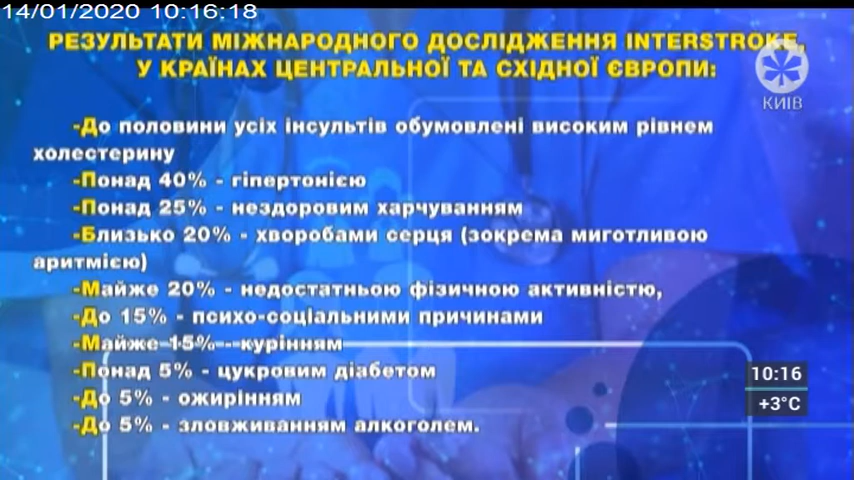 14/01/2020 10:16:18
РЕЗУЛЬТАТИ МІЖНАРОДНОГО ДОСЛІДЖЕННЯ INTERSTROKE,
У КРАЇНАХ ЦЕНТРАЛЬНОЇ ТА СХІДНОЇ ЄВРОПИ:
КИЇВ
-До половини усіх інсультів обумовлені високим рівнем
холестерину
-Понад 40% - гіпертонією
-Понад 25% - нездоровим харчуванням
-Близько 20% - хворобами серця (зокрема миготливою
аритмією)
-Майже 20% - недостатньою фізичною активністю,
-До 15% - психо-соціальними причинами
-Майже 15% - курінням
-Понад 5% - цукровим діабетом
-До 5% - ожирінням
-До 5% - зловживанням алкоголем.
10:16
+3°C